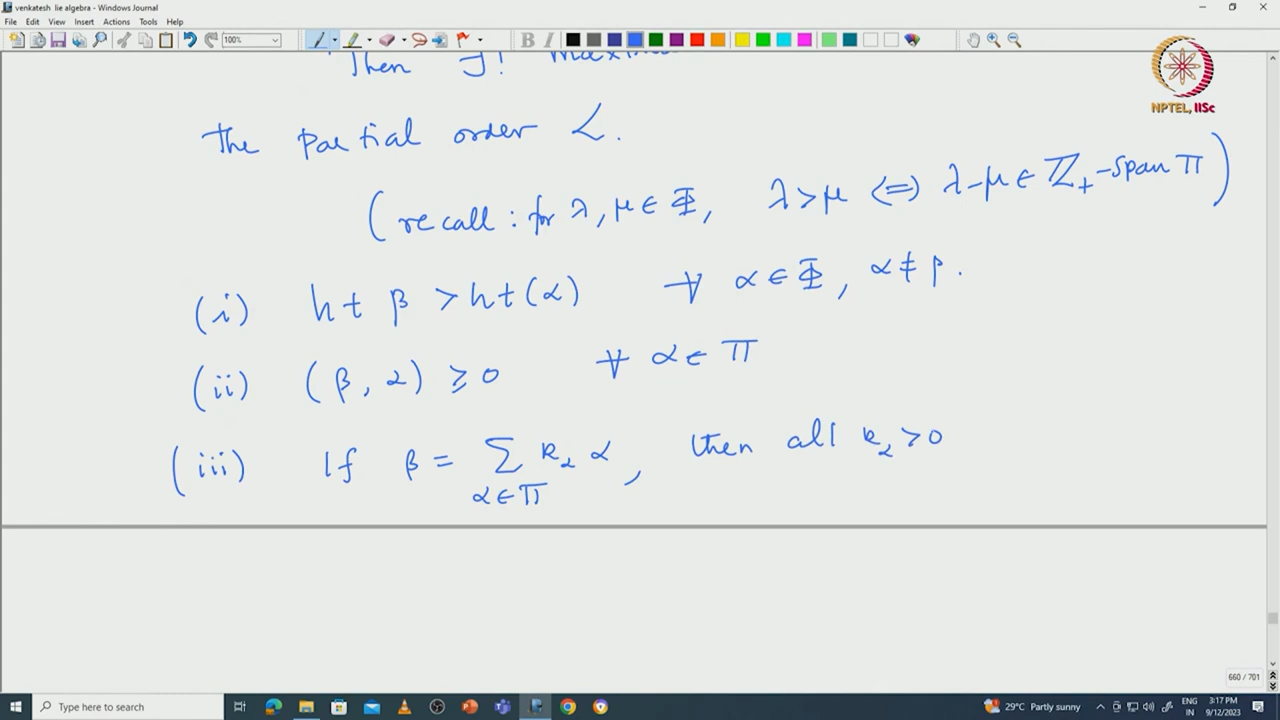 venkatesh lie algebra - Windows Journal
File Edit View Insert Actions Tools Help
100%
Then ∃!
NPTEL, IISc
the partial order <.
(recall : for λ, μ ∈ Φ, λ > μ ⟺ λ-μ ∈ ℤ₊-span Π)
(i) ht β > ht(α) ∀ α ∈ Φ, α ≠ β.
(ii) (β, α) ≥ 0 ∀ α ∈ Π
(iii) If β = Σ_{α∈Π} k_α α, then all k_α > 0
660 / 701
Type here to search
29°C Partly sunny
ENG
IN
3:17 PM
9/12/2023